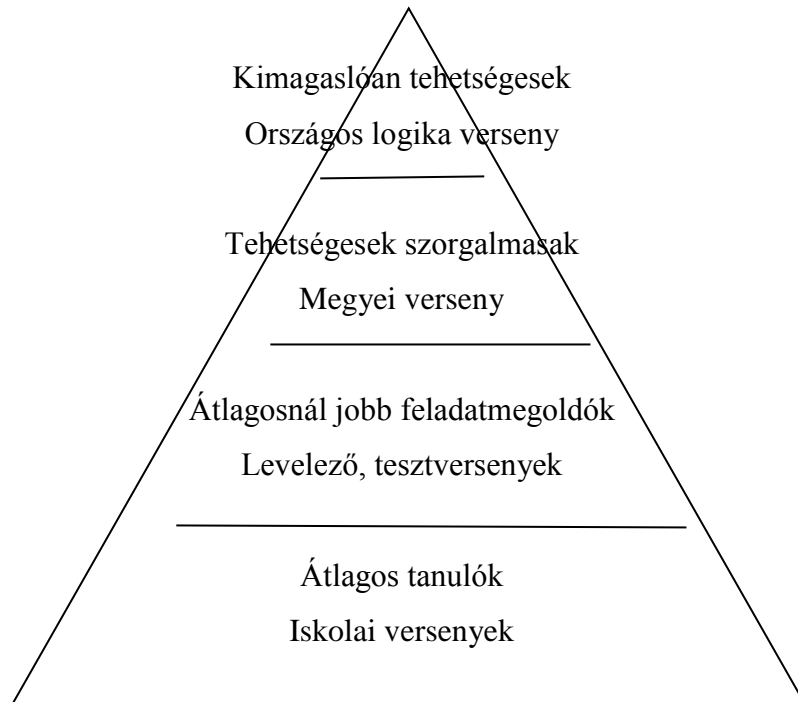 Kimagaslóan tehetségesek
Országos logika verseny
Tehetségesek szorgalmasak
Megyei verseny
Átlagosnál jobb feladatmegoldók
Levelező, tesztversenyek
Átlagos tanulók
Iskolai versenyek